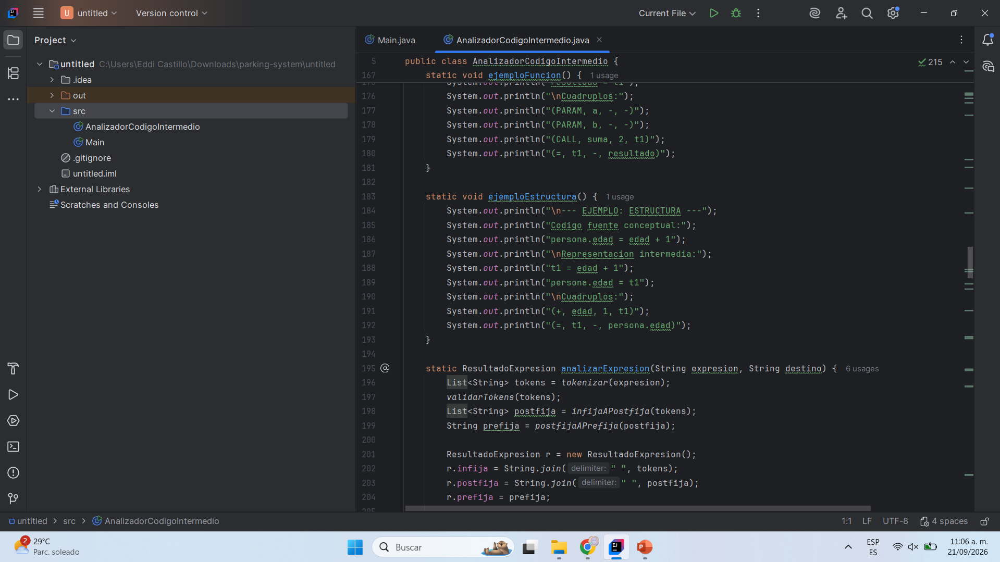 U untitled
Version control
Current File
Project
Main.java
AnalizadorCodigoIntermedio.java
untitled C:\Users\Eddi Castillo\Downloads\parking-system\untitled
.idea
out
src
AnalizadorCodigoIntermedio
Main
.gitignore
untitled.iml
External Libraries
Scratches and Consoles
215
5 public class AnalizadorCodigoIntermedio {
167 static void ejemploFuncion() { 1 usage
175 System.out.println("resultado = t1");
176 System.out.println("\nCuadruplos:");
177 System.out.println("(PARAM, a, -, -)");
178 System.out.println("(PARAM, b, -, -)");
179 System.out.println("(CALL, suma, 2, t1)");
180 System.out.println("(=, t1, -, resultado)");
181 }
182
183 static void ejemploEstructura() { 1 usage
184 System.out.println("\n--- EJEMPLO: ESTRUCTURA ---");
185 System.out.println("Codigo fuente conceptual:");
186 System.out.println("persona.edad = edad + 1");
187 System.out.println("\nRepresentacion intermedia:");
188 System.out.println("t1 = edad + 1");
189 System.out.println("persona.edad = t1");
190 System.out.println("\nCuadruplos:");
191 System.out.println("(+, edad, 1, t1)");
192 System.out.println("(=, t1, -, persona.edad)");
193 }
194
195 @ static ResultadoExpresion analizarExpresion(String expresion, String destino) { 6 usages
196 List<String> tokens = tokenizar(expresion);
197 validarTokens(tokens);
198 List<String> postfija = infijaAPostfija(tokens);
199 String prefija = postfijaAPrefija(postfija);
200
201 ResultadoExpresion r = new ResultadoExpresion();
202 r.infija = String.join( delimiter: " ", tokens);
203 r.postfija = String.join( delimiter: " ", postfija);
204 r.prefija = prefija;
205
untitled > src > AnalizadorCodigoIntermedio
1:1 LF UTF-8 4 spaces
2
29°C
Parc. soleado
Buscar
ESP
ES
11:06 a. m.
21/09/2026